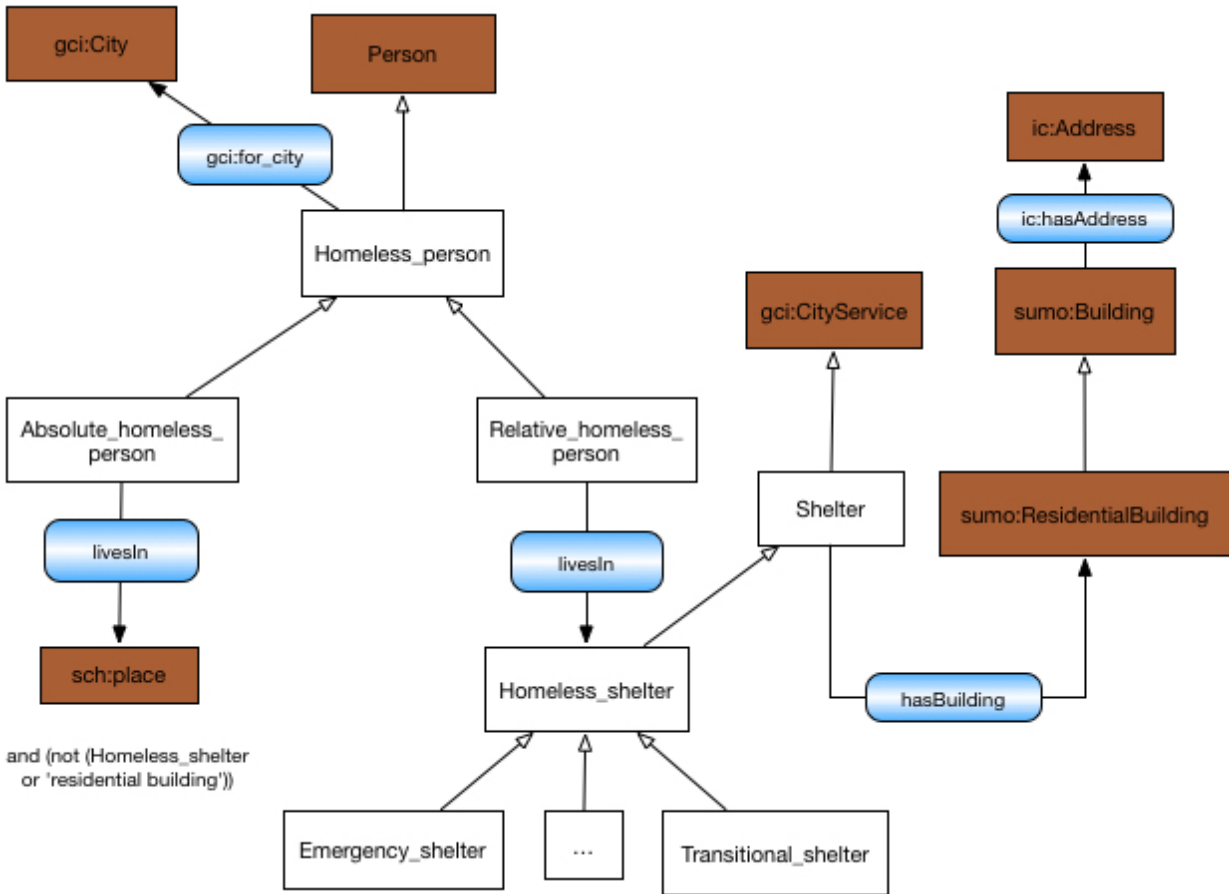 gci:City
Person
gci:for_city
ic:Address
ic:hasAddress
Homeless_person
gci:CityService
sumo:Building
Absolute_homeless_
person
Relative_homeless_
person
Shelter
sumo:ResidentialBuilding
livesIn
livesIn
sch:place
Homeless_shelter
hasBuilding
and (not (Homeless_shelter
or 'residential building'))
Emergency_shelter
...
Transitional_shelter